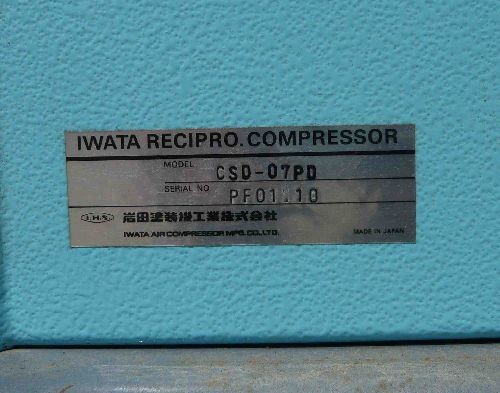 IWATA RECIPRO. COMPRESSOR
MODEL CSD-07PD
SERIAL NO
岩田塗装機工業株式会社
IWATA AIR COMPRESSOR MFG. CO., LTD.
MADE IN JAPAN